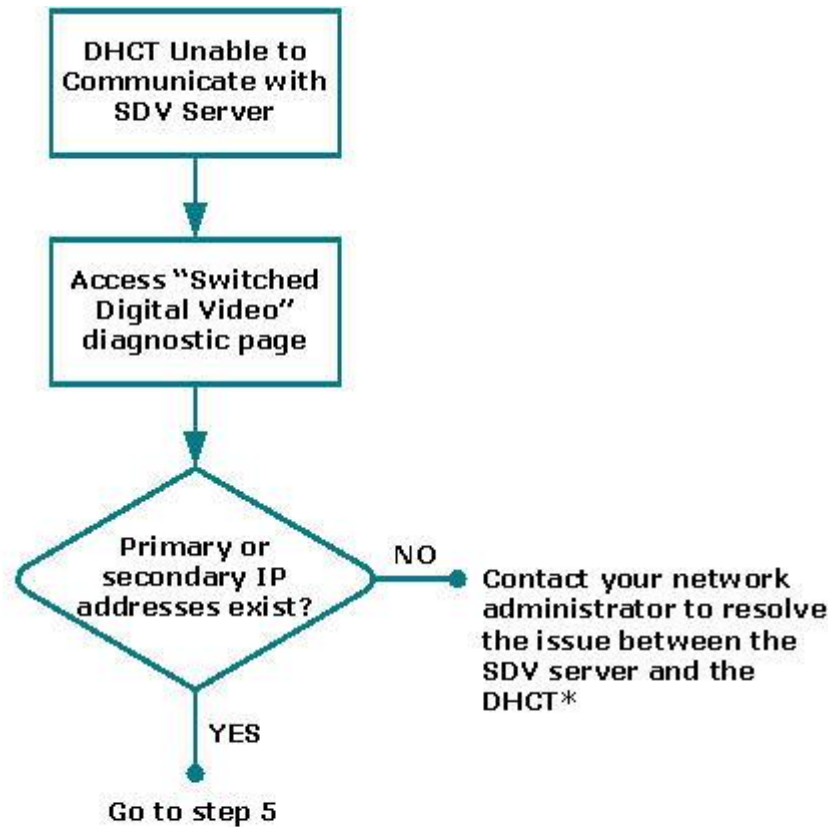 DHCT Unable to
Communicate with
SDV Server
Access “Switched
Digital Video”
diagnostic page
Primary or
secondary IP
addresses exist?
NO
Contact your network
administrator to resolve
the issue between the
SDV server and the
DHCT*
YES
Go to step 5